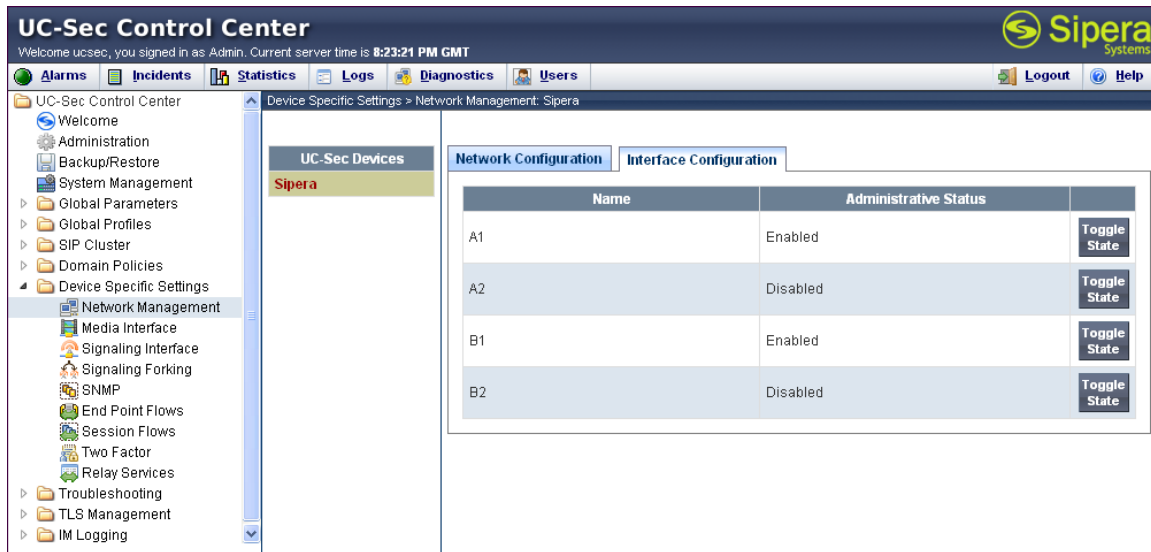 UC-Sec Control Center
Welcome ucsec, you signed in as Admin. Current server time is 8:23:21 PM GMT
Sipera
Systems
Alarms Incidents Statistics Logs Diagnostics Users Logout Help
UC-Sec Control Center
Welcome
Administration
Backup/Restore
System Management
Global Parameters
Global Profiles
SIP Cluster
Domain Policies
Device Specific Settings
Network Management
Media Interface
Signaling Interface
Signaling Forking
SNMP
End Point Flows
Session Flows
Two Factor
Relay Services
Troubleshooting
TLS Management
IM Logging
Device Specific Settings > Network Management: Sipera
UC-Sec Devices
Sipera
Network Configuration Interface Configuration
Name Administrative Status
A1 Enabled Toggle State
A2 Disabled Toggle State
B1 Enabled Toggle State
B2 Disabled Toggle State